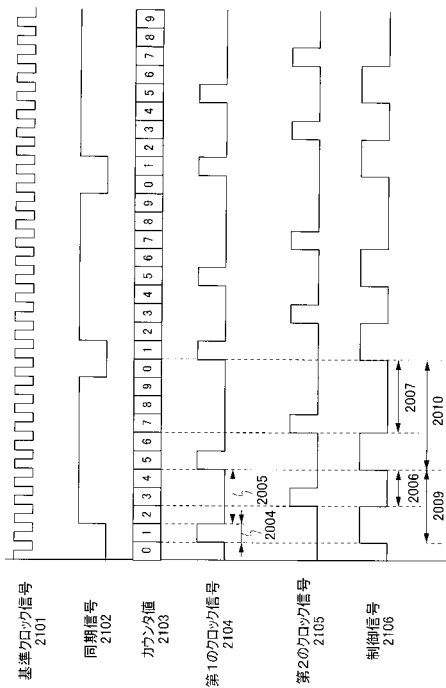 基準クロック信号
2101
同期信号
2102
カウンタ値
2103
0 1 2 3 4 5 6 7 8 9 0 1 2 3 4 5 6 7 8 9 0 1 2 3 4 5 6 7 8 9
第1のクロック信号
2104
2004
2005
第2のクロック信号
2105
制御信号
2106
2006
2007
2009
2010